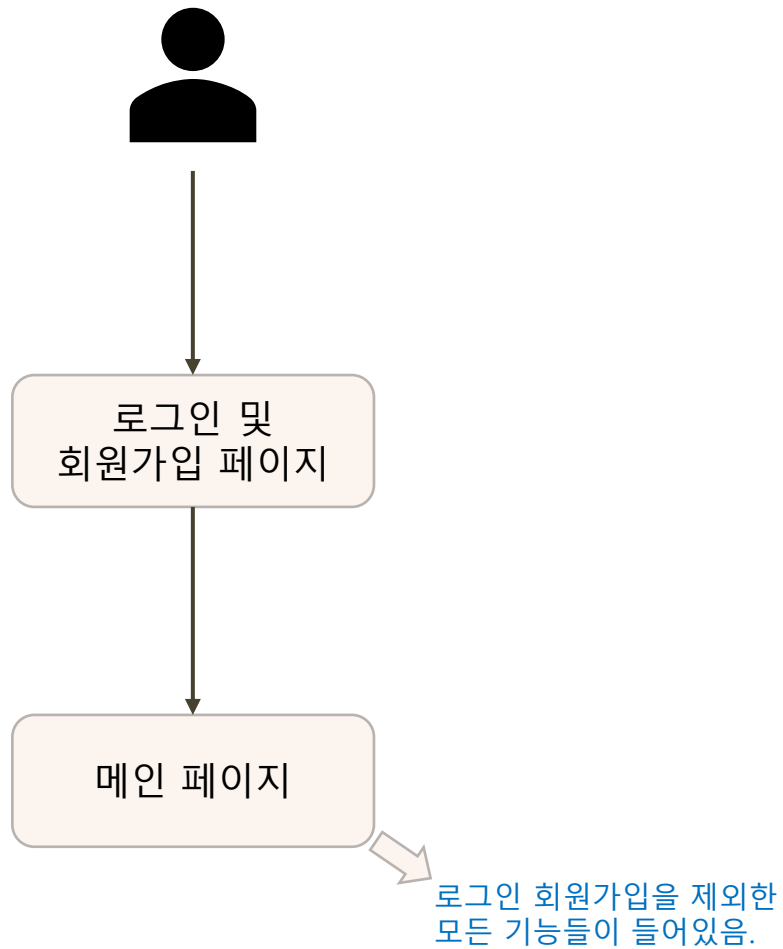 로그인 및
회원가입 페이지
메인 페이지
로그인 회원가입을 제외한
모든 기능들이 들어있음.